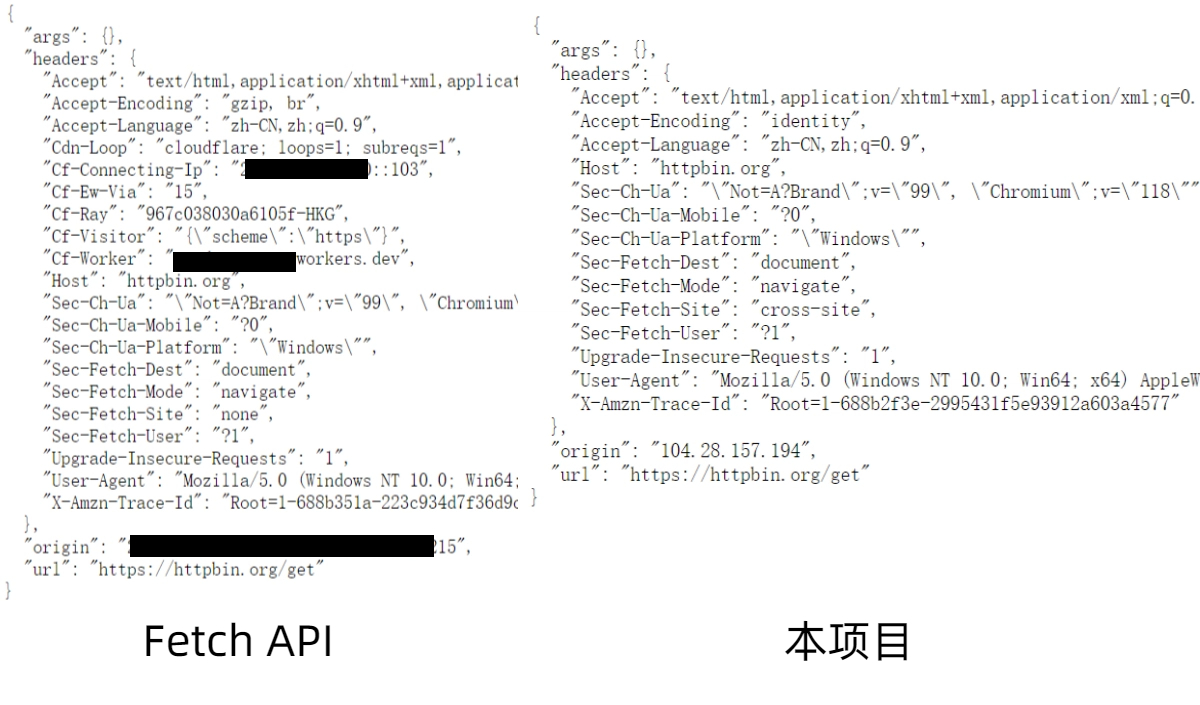 {
"args": {},
"headers": {
"Accept": "text/html,application/xhtml+xml,applicat
"Accept-Encoding": "gzip, br",
"Accept-Language": "zh-CN,zh;q=0.9",
"Cdn-Loop": "cloudflare; loops=1; subreqs=1",
"Cf-Connecting-Ip": "2::103",
"Cf-Ew-Via": "15",
"Cf-Ray": "967c038030a6105f-HKG",
"Cf-Visitor": "{\"scheme\":\"https\"}",
"Cf-Worker": "workers.dev",
"Host": "httpbin.org",
"Sec-Ch-Ua": "\"Not=A?Brand\";v=\"99\", \"Chromium\
"Sec-Ch-Ua-Mobile": "?0",
"Sec-Ch-Ua-Platform": "\"Windows\"",
"Sec-Fetch-Dest": "document",
"Sec-Fetch-Mode": "navigate",
"Sec-Fetch-Site": "none",
"Sec-Fetch-User": "?1",
"Upgrade-Insecure-Requests": "1",
"User-Agent": "Mozilla/5.0 (Windows NT 10.0; Win64;
"X-Amzn-Trace-Id": "Root=1-688b351a-223c934d7f36d9c
},
"origin": "215",
"url": "https://httpbin.org/get"
}
Fetch API
{
"args": {},
"headers": {
"Accept": "text/html,application/xhtml+xml,application/xml;q=0.
"Accept-Encoding": "identity",
"Accept-Language": "zh-CN,zh;q=0.9",
"Host": "httpbin.org",
"Sec-Ch-Ua": "\"Not=A?Brand\";v=\"99\", \"Chromium\";v=\"118\""
"Sec-Ch-Ua-Mobile": "?0",
"Sec-Ch-Ua-Platform": "\"Windows\"",
"Sec-Fetch-Dest": "document",
"Sec-Fetch-Mode": "navigate",
"Sec-Fetch-Site": "cross-site",
"Sec-Fetch-User": "?1",
"Upgrade-Insecure-Requests": "1",
"User-Agent": "Mozilla/5.0 (Windows NT 10.0; Win64; x64) AppleW
"X-Amzn-Trace-Id": "Root=1-688b2f3e-2995431f5e93912a603a4577"
},
"origin": "104.28.157.194",
"url": "https://httpbin.org/get"
}
本项目